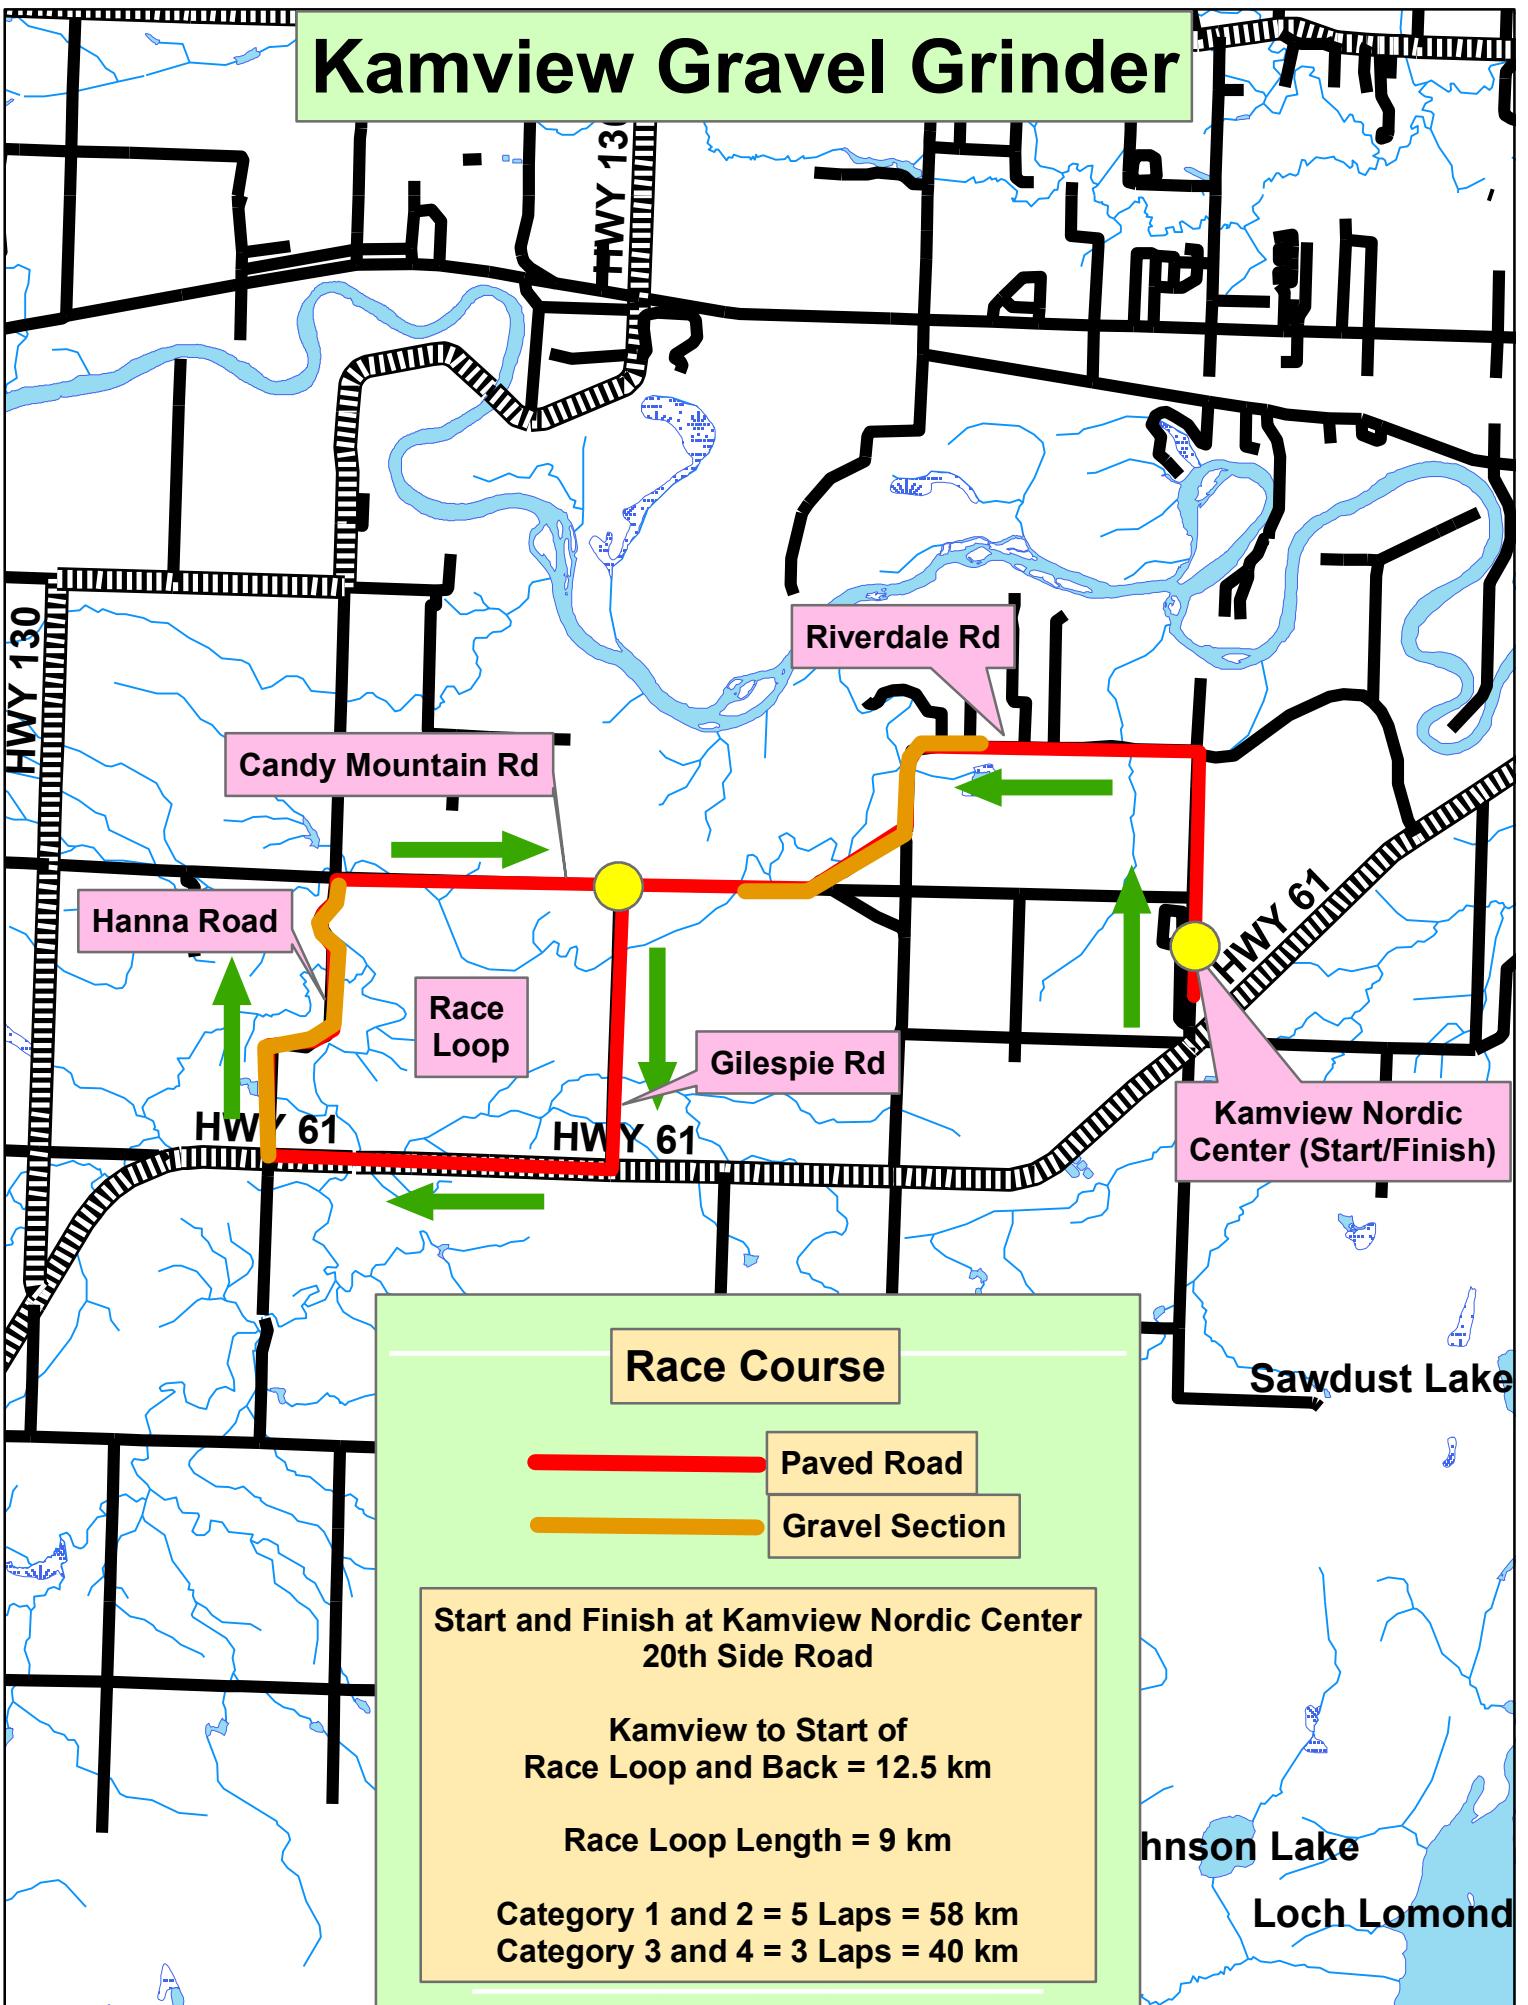 Kamview Gravel Grinder
HWY 130
HWY 130
Riverdale Rd
Candy Mountain Rd
Hanna Road
HWY 61
Race
Loop
Gilespie Rd
HWY 61
HWY 61
Kamview Nordic
Center (Start/Finish)
Race Course
Sawdust Lake
Paved Road
Gravel Section
Start and Finish at Kamview Nordic Center
20th Side Road
Kamview to Start of
Race Loop and Back = 12.5 km
Race Loop Length = 9 km
hnson Lake
Loch Lomond
Category 1 and 2 = 5 Laps = 58 km
Category 3 and 4 = 3 Laps = 40 km